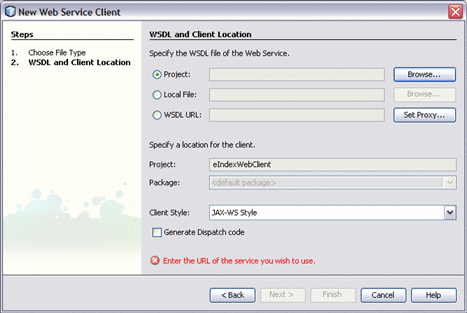 New Web Service Client
Steps
1. Choose File Type
2. WSDL and Client Location
WSDL and Client Location
Specify the WSDL file of the Web Service.
Project: Browse...
Local File: Browse...
WSDL URL: Set Proxy...
Specify a location for the client.
Project: eIndexWebClient
Package: <default package>
Client Style: JAX-WS Style
Generate Dispatch code
Enter the URL of the service you wish to use.
< Back Next > Finish Cancel Help